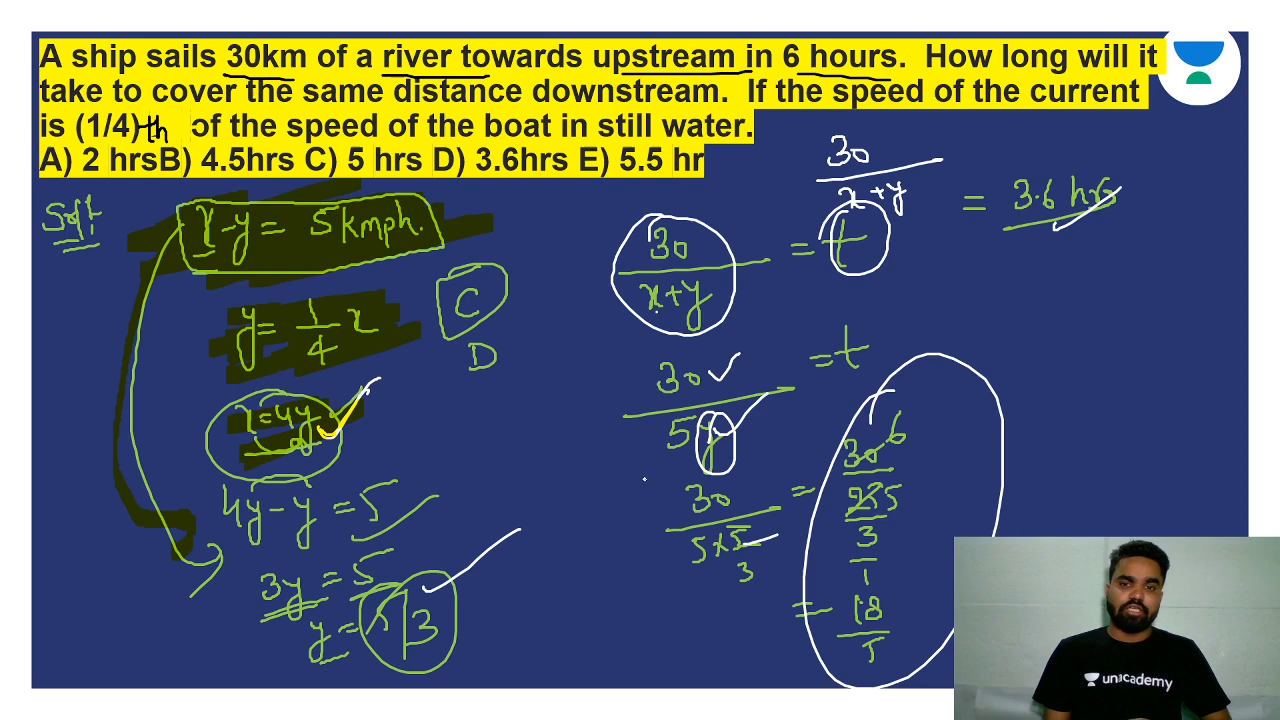 A ship sails 30km of a river towards upstream in 6 hours. How long will it
take to cover the same distance downstream. If the speed of the current
is (1/4)th of the speed of the boat in still water.
A) 2 hrsB) 4.5hrs C) 5 hrs D) 3.6hrs E) 5.5 hr
x-y = 5 kmph.
y = 1/4 x
x=4y
4y-y = 5
3y = 5
y = 5/3
C
D
30/(x+y) = t
30/5y = t
30/(5×5/3) = 30/(25/3/1)
6
5
= 18/5
30/(x+y) = 3.6 hrs
unacademy